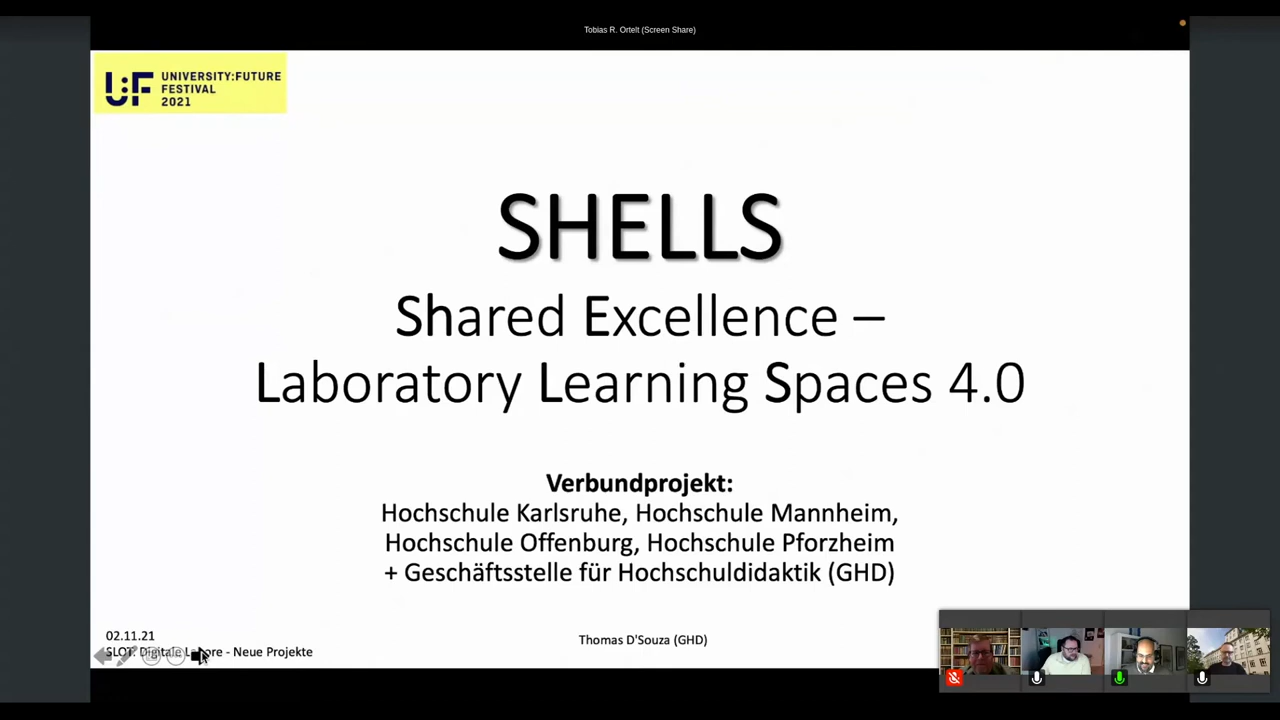 Tobias R. Ortelt (Screen Share)
UF UNIVERSITY:FUTURE
FESTIVAL
2021
SHELLS
Shared Excellence –
Laboratory Learning Spaces 4.0
Verbundprojekt:
Hochschule Karlsruhe, Hochschule Mannheim,
Hochschule Offenburg, Hochschule Pforzheim
+ Geschäftsstelle für Hochschuldidaktik (GHD)
02.11.21
SLOT: Digitale Labore - Neue Projekte
Thomas D'Souza (GHD)